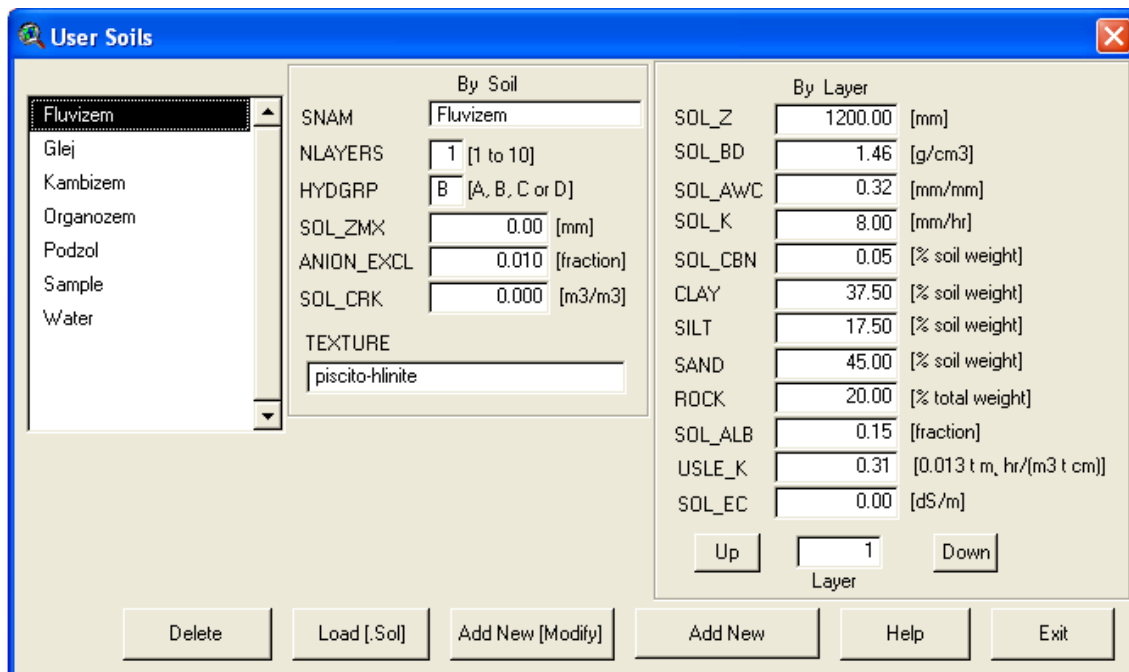 User Soils
Fluvizem
Glej
Kambizem
Organozem
Podzol
Sample
Water
By Soil
SNAM Fluvizem
NLAYERS 1 [1 to 10]
HYDGRP B [A, B, C or D]
SOL_ZMX 0.00 [mm]
ANION_EXCL 0.010 [fraction]
SOL_CRK 0.000 [m3/m3]
TEXTURE
piscito-hlinite
By Layer
SOL_Z 1200.00 [mm]
SOL_BD 1.46 [g/cm3]
SOL_AWC 0.32 [mm/mm]
SOL_K 8.00 [mm/hr]
SOL_CBN 0.05 [% soil weight]
CLAY 37.50 [% soil weight]
SILT 17.50 [% soil weight]
SAND 45.00 [% soil weight]
ROCK 20.00 [% total weight]
SOL_ALB 0.15 [fraction]
USLE_K 0.31 [0.013 t m, hr/(m3 t cm)]
SOL_EC 0.00 [dS/m]
Up 1 Down
Layer
Delete Load [.Sol] Add New [Modify] Add New Help Exit